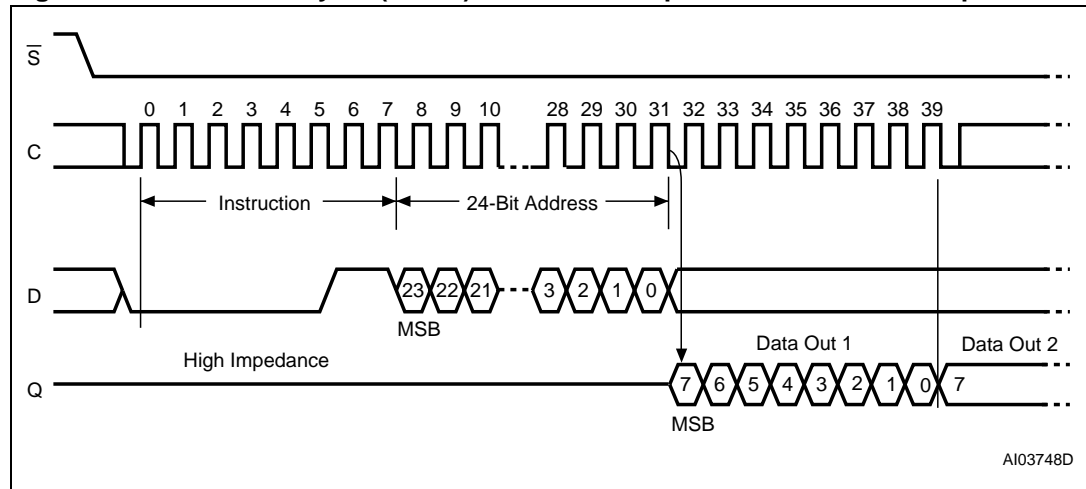 S
0 1 2 3 4 5 6 7 8 9 10 28 29 30 31 32 33 34 35 36 37 38 39
C
Instruction 24-Bit Address
D 23 22 21 3 2 1 0
MSB
High Impedance Data Out 1 Data Out 2
Q 7 6 5 4 3 2 1 0 7
MSB
AI03748D